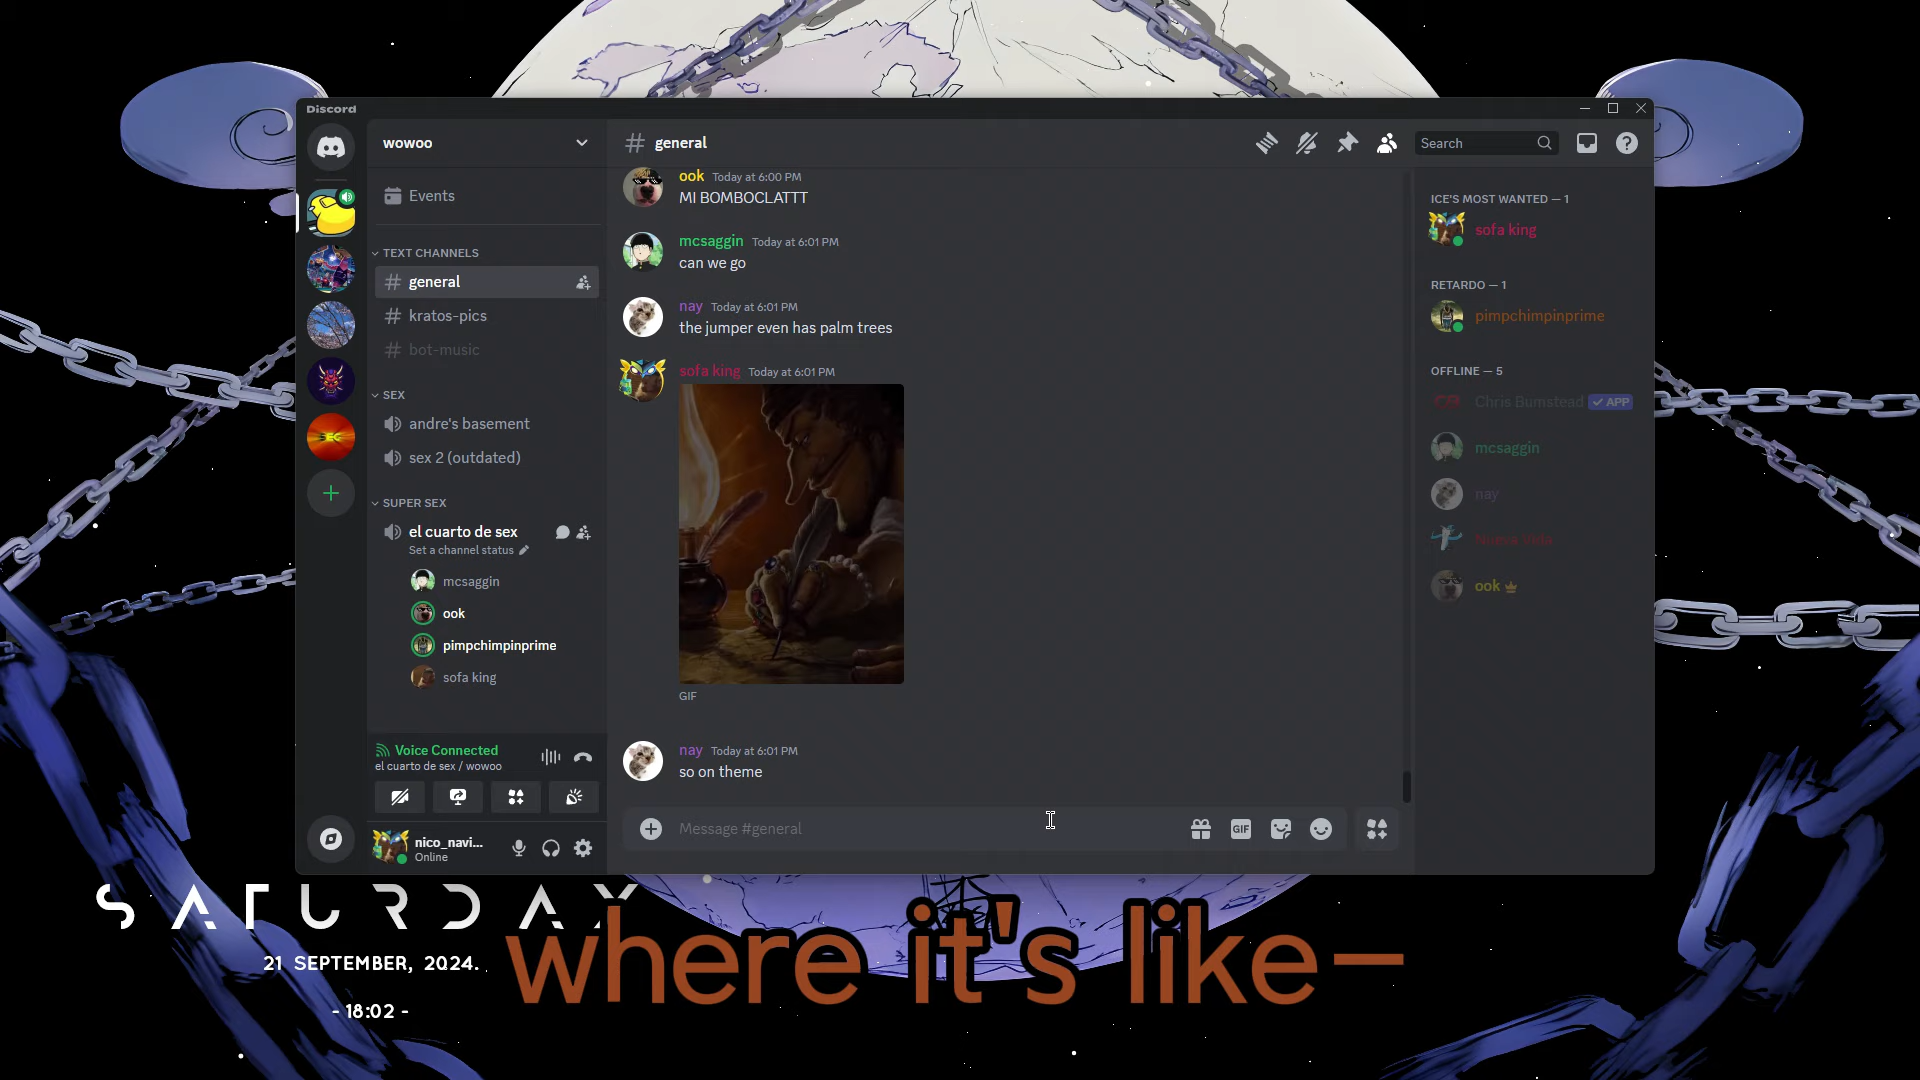 Discord
wowoo
Events
TEXT CHANNELS
general
kratos-pics
bot-music
SEX
andre's basement
sex 2 (outdated)
SUPER SEX
el cuarto de sex
Set a channel status
mcsaggin
ook
pimpchimpinprime
sofa king
Voice Connected
el cuarto de sex / wowoo
nico_navi...
Online
# general
Search
ook Today at 6:00 PM
MI BOMBOCLATTT
mcsaggin Today at 6:01 PM
can we go
nay Today at 6:01 PM
the jumper even has palm trees
sofa king Today at 6:01 PM
GIF
nay Today at 6:01 PM
so on theme
Message #general
GIF
ICE'S MOST WANTED — 1
sofa king
RETARDO — 1
pimpchimpinprime
OFFLINE — 5
Chris Bumstead ✓ APP
mcsaggin
nay
Nueva Vida
ook
SEC
SATURDAY
21 SEPTEMBER, 2024.
- 18:02 -
where it's like—